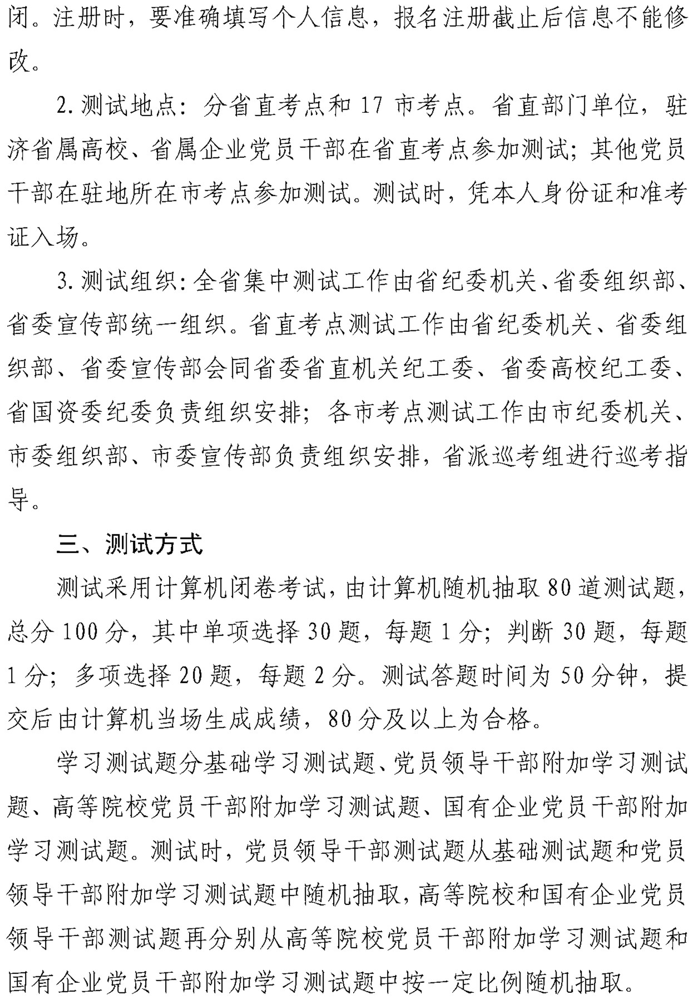 闭。注册时，要准确填写个人信息，报名注册截止后信息不能修
改。
2. 测试地点：分省直考点和 17 市考点。省直部门单位，驻
济省属高校、省属企业党员干部在省直考点参加测试；其他党员
干部在驻地所在市考点参加测试。测试时，凭本人身份证和准考
证入场。
3. 测试组织：全省集中测试工作由省纪委机关、省委组织部、
省委宣传部统一组织。省直考点测试工作由省纪委机关、省委组
织部、省委宣传部会同省委省直机关纪工委、省委高校纪工委、
省国资委纪委负责组织安排；各市考点测试工作由市纪委机关、
市委组织部、市委宣传部负责组织安排，省派巡考组进行巡考指
导。
三、测试方式
测试采用计算机闭卷考试，由计算机随机抽取 80 道测试题，
总分 100 分，其中单项选择 30 题，每题 1 分；判断 30 题，每题
1 分；多项选择 20 题，每题 2 分。测试答题时间为 50 分钟，提
交后由计算机当场生成成绩，80 分及以上为合格。
学习测试题分基础学习测试题、党员领导干部附加学习测试
题、高等院校党员干部附加学习测试题、国有企业党员干部附加
学习测试题。测试时，党员领导干部测试题从基础测试题和党员
领导干部附加学习测试题中随机抽取，高等院校和国有企业党员
领导干部测试题再分别从高等院校党员干部附加学习测试题和
国有企业党员干部附加学习测试题中按一定比例随机抽取。